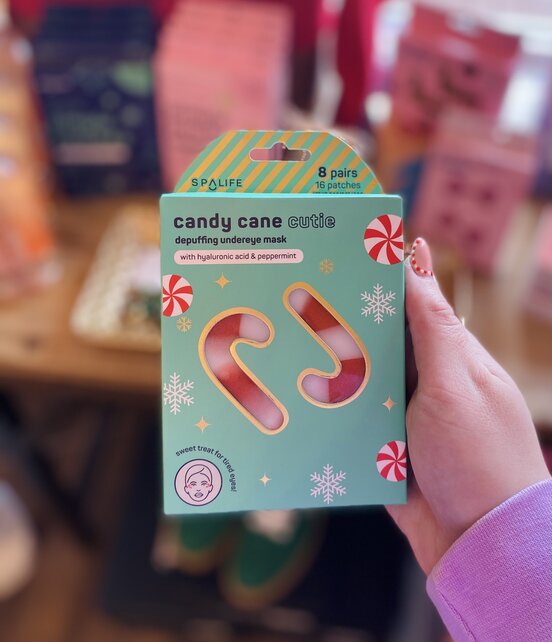 SPALIFE
8 pairs
16 patches
candy cane cutie
depuffing undereye mask
with hyaluronic acid & peppermint
sweet treat for tired eyes!